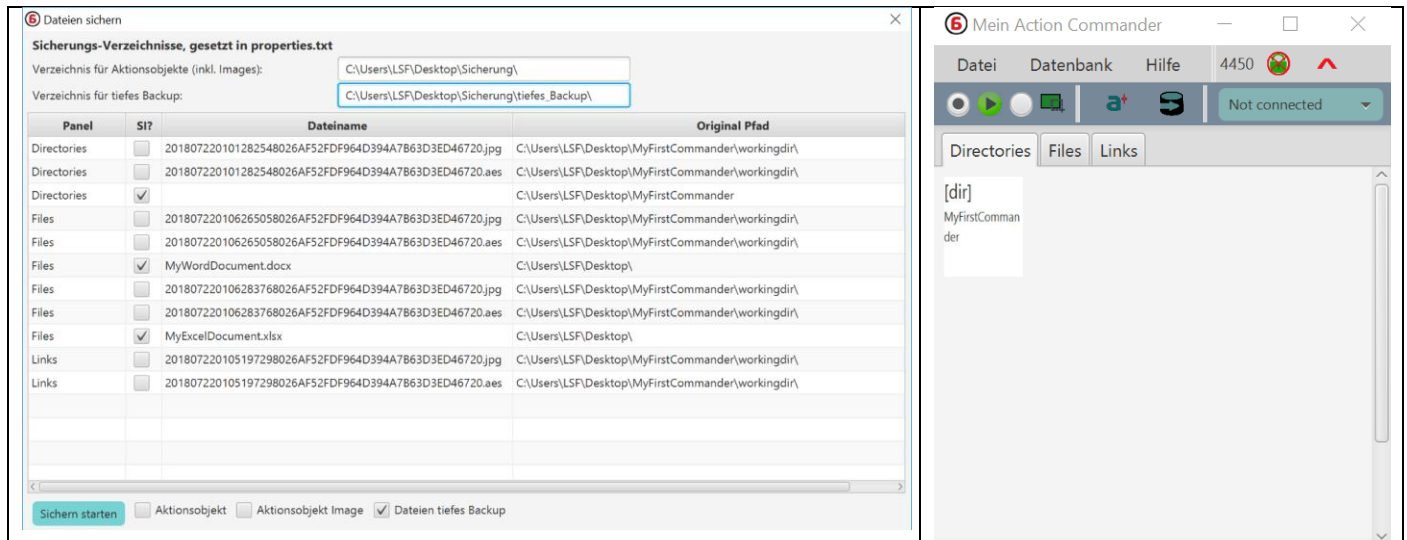 Dateien sichern
Sicherungs-Verzeichnisse, gesetzt in properties.txt
Verzeichnis für Aktionsobjekte (inkl. Images): C:\Users\LSF\Desktop\Sicherung\
Verzeichnis für tiefes Backup: C:\Users\LSF\Desktop\Sicherung\tiefes_Backup\
Panel SI? Dateiname Original Pfad
Directories 201807220101282548026AF52FDF964D394A7B63D3ED46720.jpg C:\Users\LSF\Desktop\MyFirstCommander\workingdir\
Directories 201807220101282548026AF52FDF964D394A7B63D3ED46720.aes C:\Users\LSF\Desktop\MyFirstCommander\workingdir\
Directories C:\Users\LSF\Desktop\MyFirstCommander
Files 201807220106265058026AF52FDF964D394A7B63D3ED46720.jpg C:\Users\LSF\Desktop\MyFirstCommander\workingdir\
Files 201807220106265058026AF52FDF964D394A7B63D3ED46720.aes C:\Users\LSF\Desktop\MyFirstCommander\workingdir\
Files MyWordDocument.docx C:\Users\LSF\Desktop\
Files 201807220106283768026AF52FDF964D394A7B63D3ED46720.jpg C:\Users\LSF\Desktop\MyFirstCommander\workingdir\
Files 201807220106283768026AF52FDF964D394A7B63D3ED46720.aes C:\Users\LSF\Desktop\MyFirstCommander\workingdir\
Files MyExcelDocument.xlsx C:\Users\LSF\Desktop\
Links 201807220105197298026AF52FDF964D394A7B63D3ED46720.jpg C:\Users\LSF\Desktop\MyFirstCommander\workingdir\
Links 201807220105197298026AF52FDF964D394A7B63D3ED46720.aes C:\Users\LSF\Desktop\MyFirstCommander\workingdir\
Sichern starten Aktionsobjekt Aktionsobjekt Image Dateien tiefes Backup
Mein Action Commander
Datei Datenbank Hilfe 4450
a+ Not connected
Directories Files Links
[dir]
MyFirstComman
der